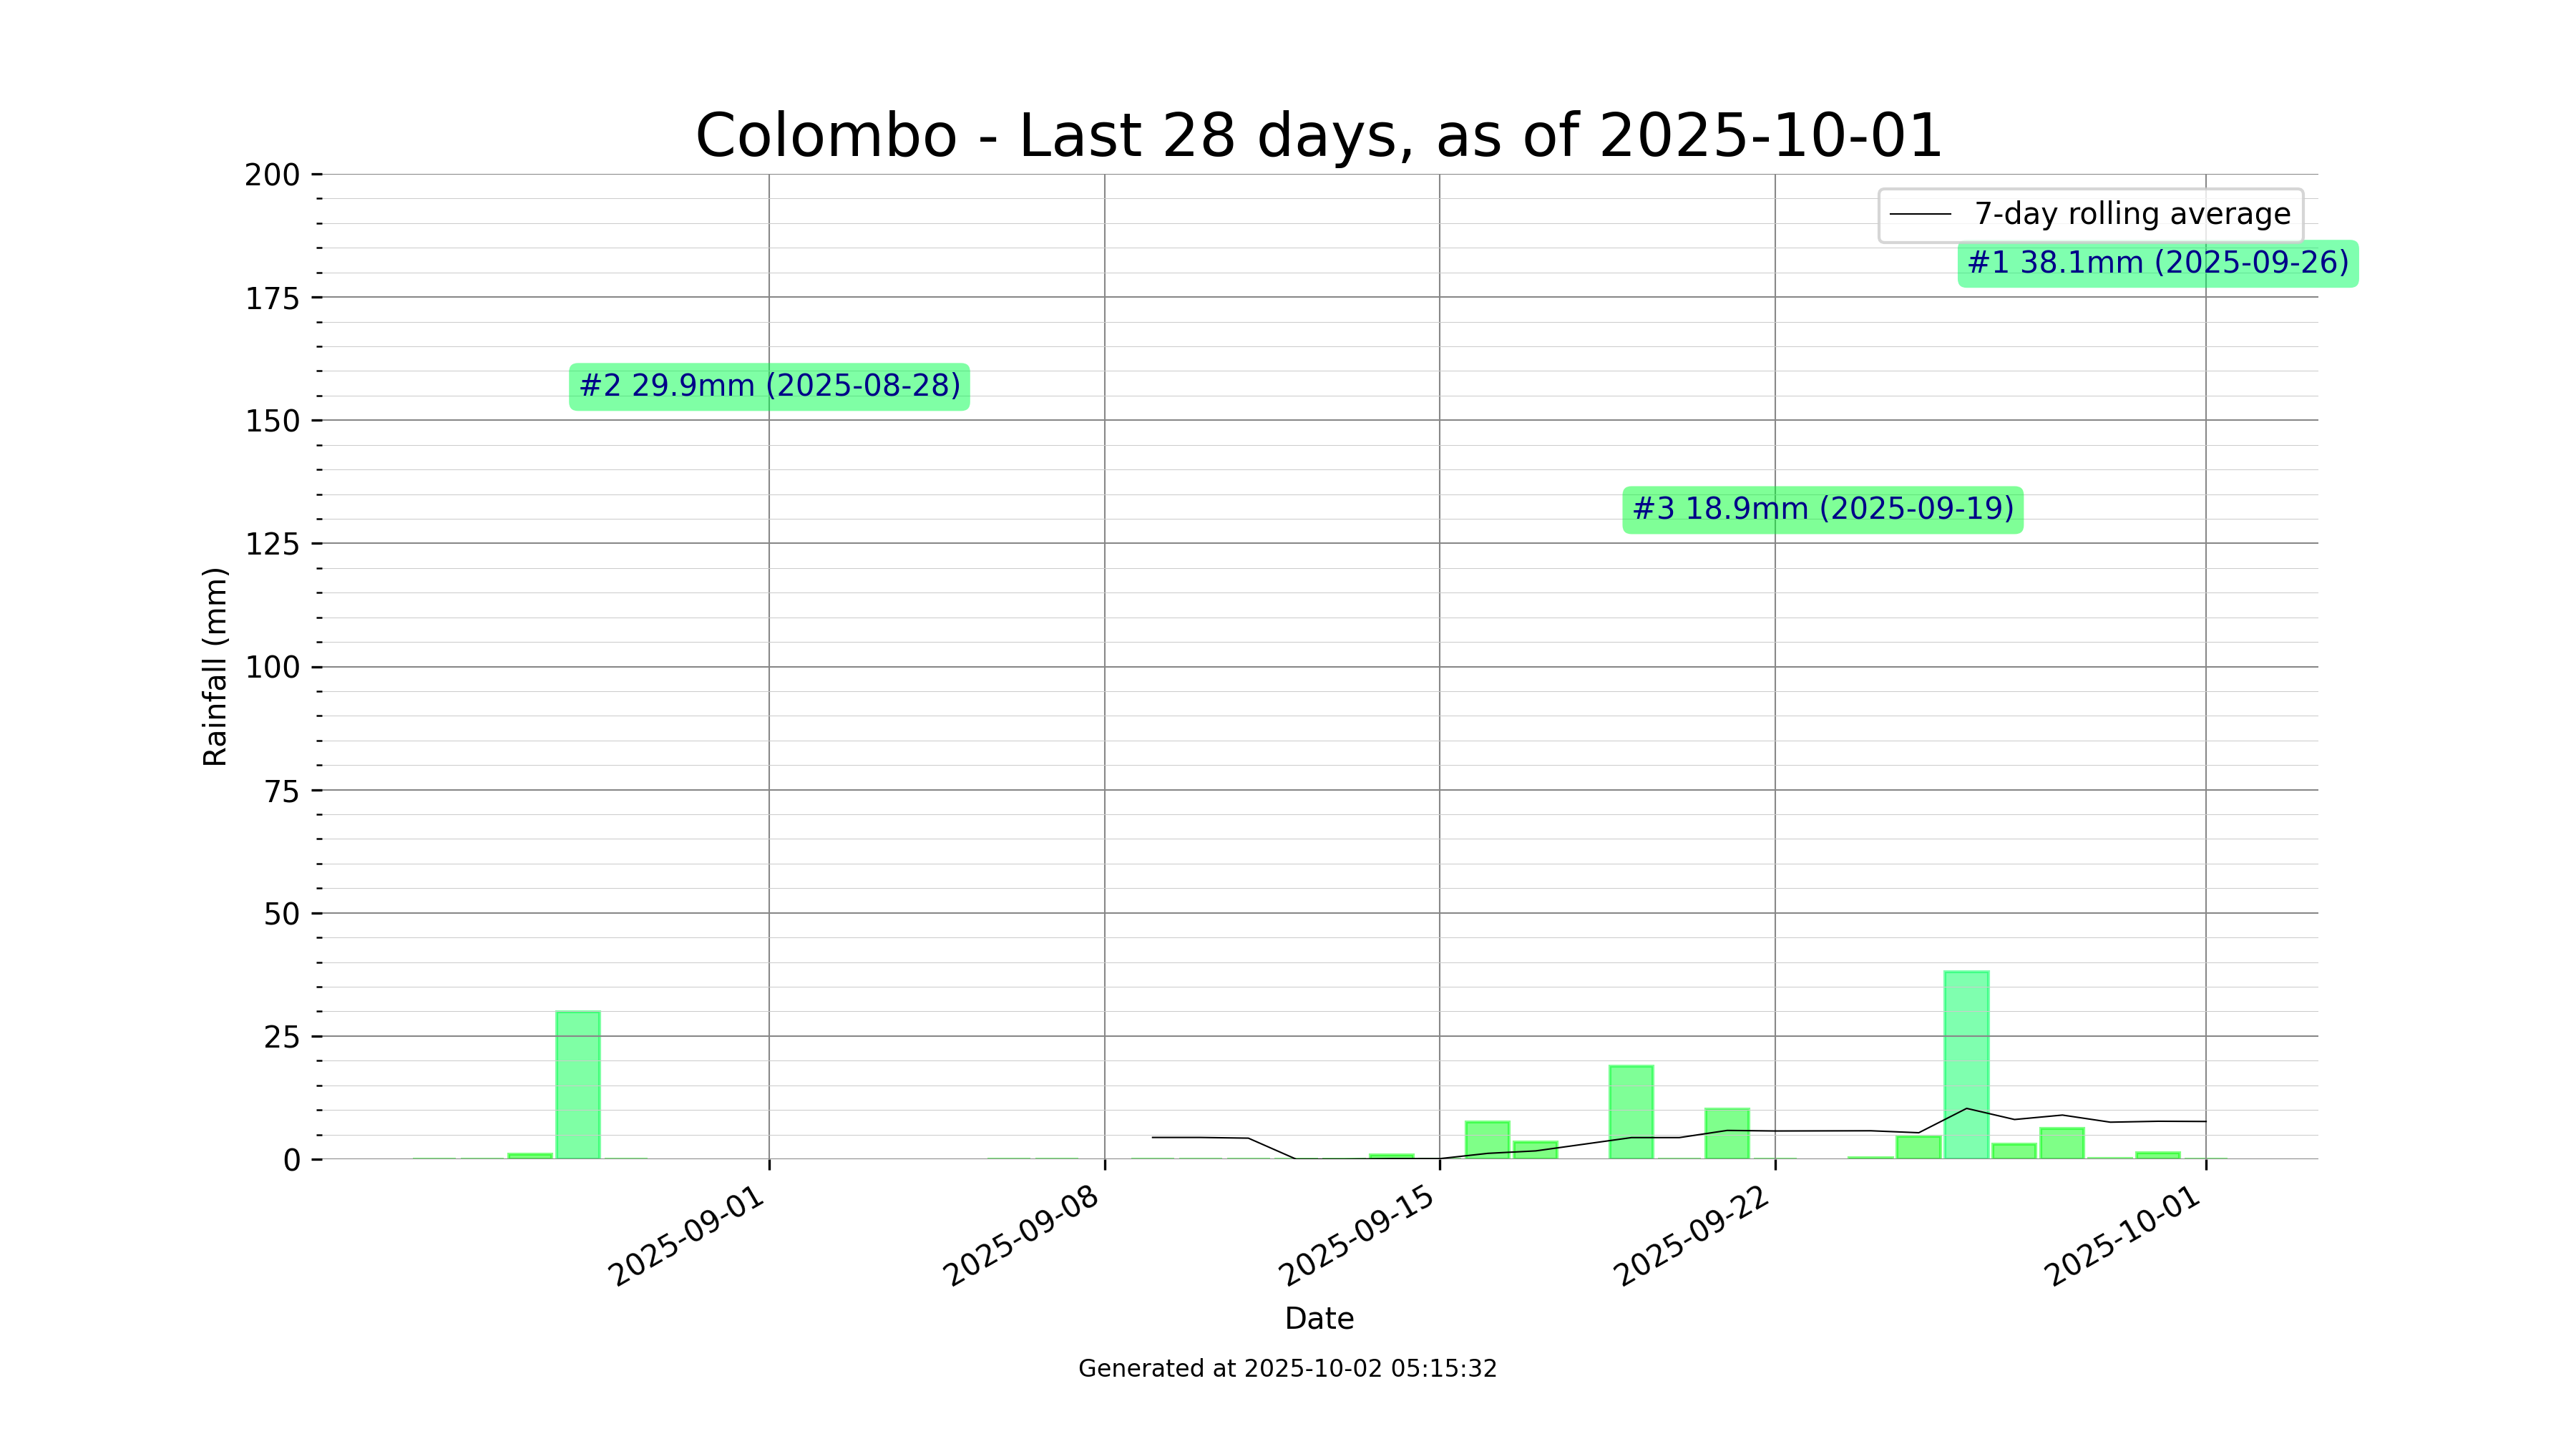 Colombo - Last 28 days, as of 2025-10-01
200
175
150
125
100
75
50
25
0
Rainfall (mm)
7-day rolling average
#1 38.1mm (2025-09-26)
#2 29.9mm (2025-08-28)
#3 18.9mm (2025-09-19)
2025-09-01
2025-09-08
2025-09-15
2025-09-22
2025-10-01
Date
Generated at 2025-10-02 05:15:32